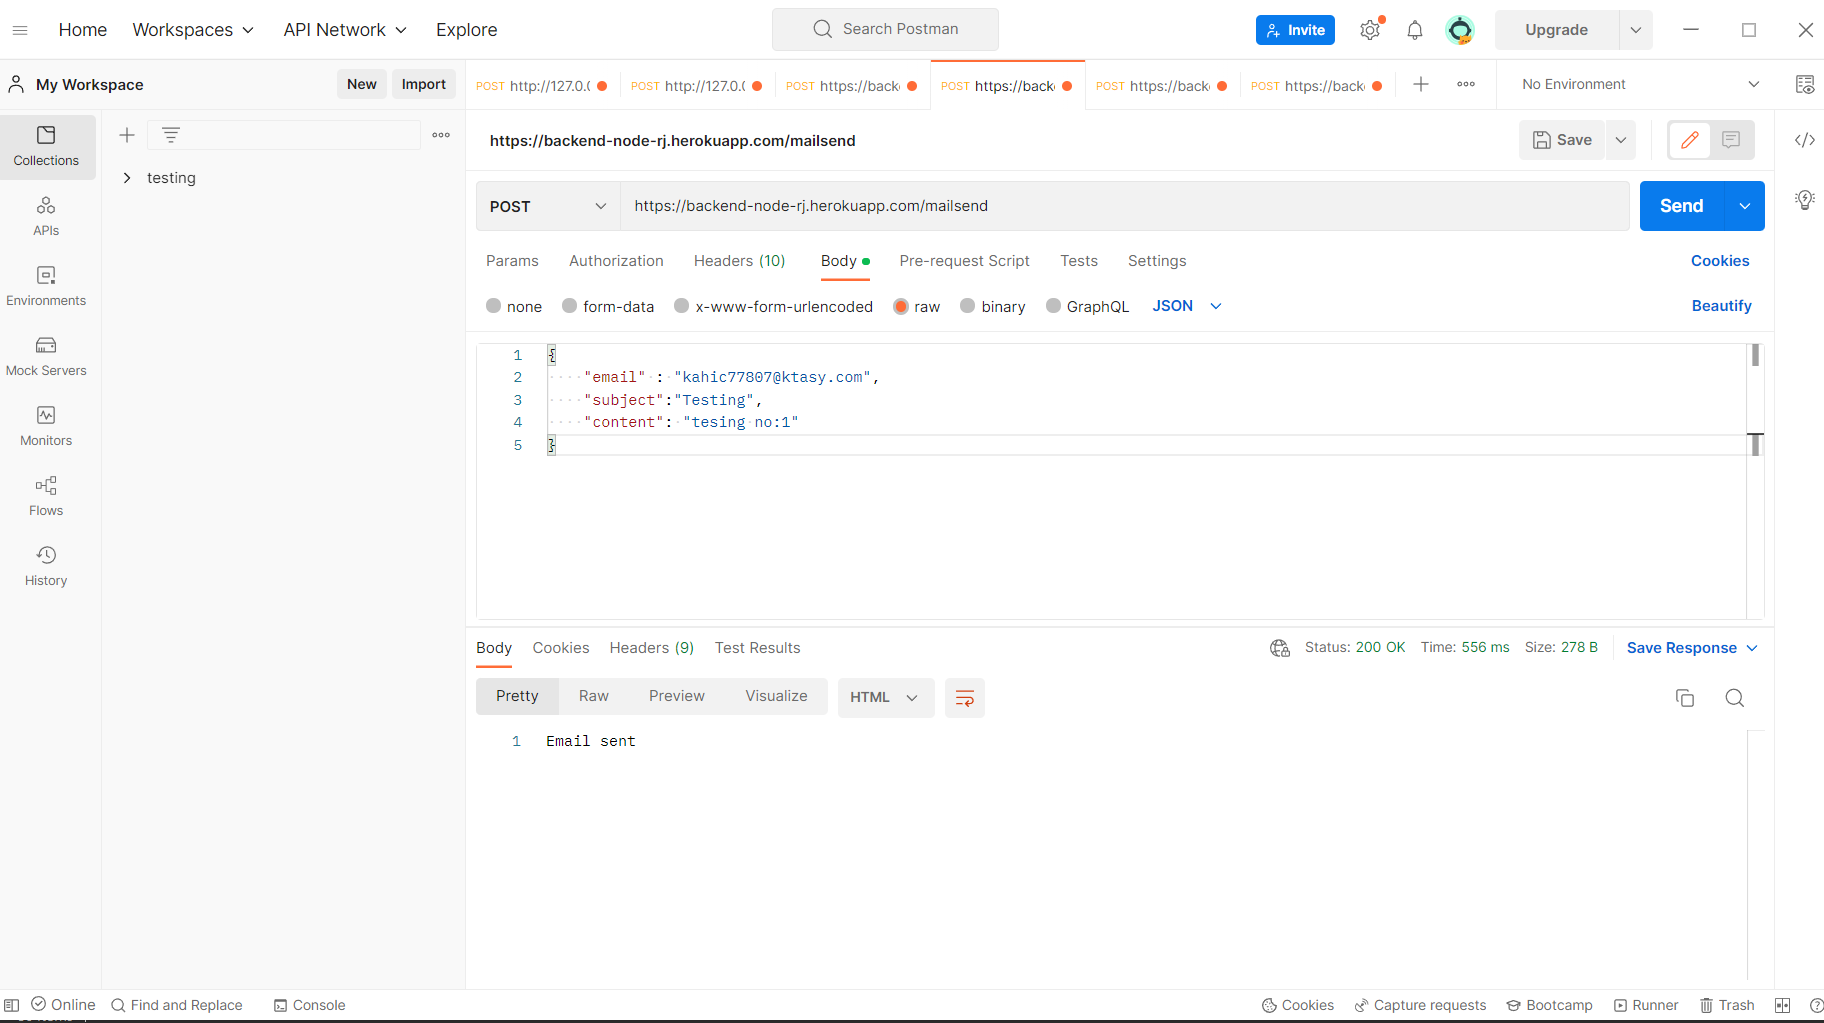 Home Workspaces API Network Explore Search Postman Invite Upgrade
My Workspace New Import POST http://127.0.( POST http://127.0.( POST https://back POST https://back POST https://back POST https://back No Environment
Collections
testing
APIs
Environments
Mock Servers
Monitors
Flows
History
https://backend-node-rj.herokuapp.com/mailsend Save
POST https://backend-node-rj.herokuapp.com/mailsend Send
Params Authorization Headers (10) Body Pre-request Script Tests Settings Cookies
none form-data x-www-form-urlencoded raw binary GraphQL JSON Beautify
1 {
2 "email" : "kahic77807@ktasy.com",
3 "subject":"Testing",
4 "content": "tesing no:1"
5 }
Body Cookies Headers (9) Test Results Status: 200 OK Time: 556 ms Size: 278 B Save Response
Pretty Raw Preview Visualize HTML
1 Email sent
Online Find and Replace Console Cookies Capture requests Bootcamp Runner Trash